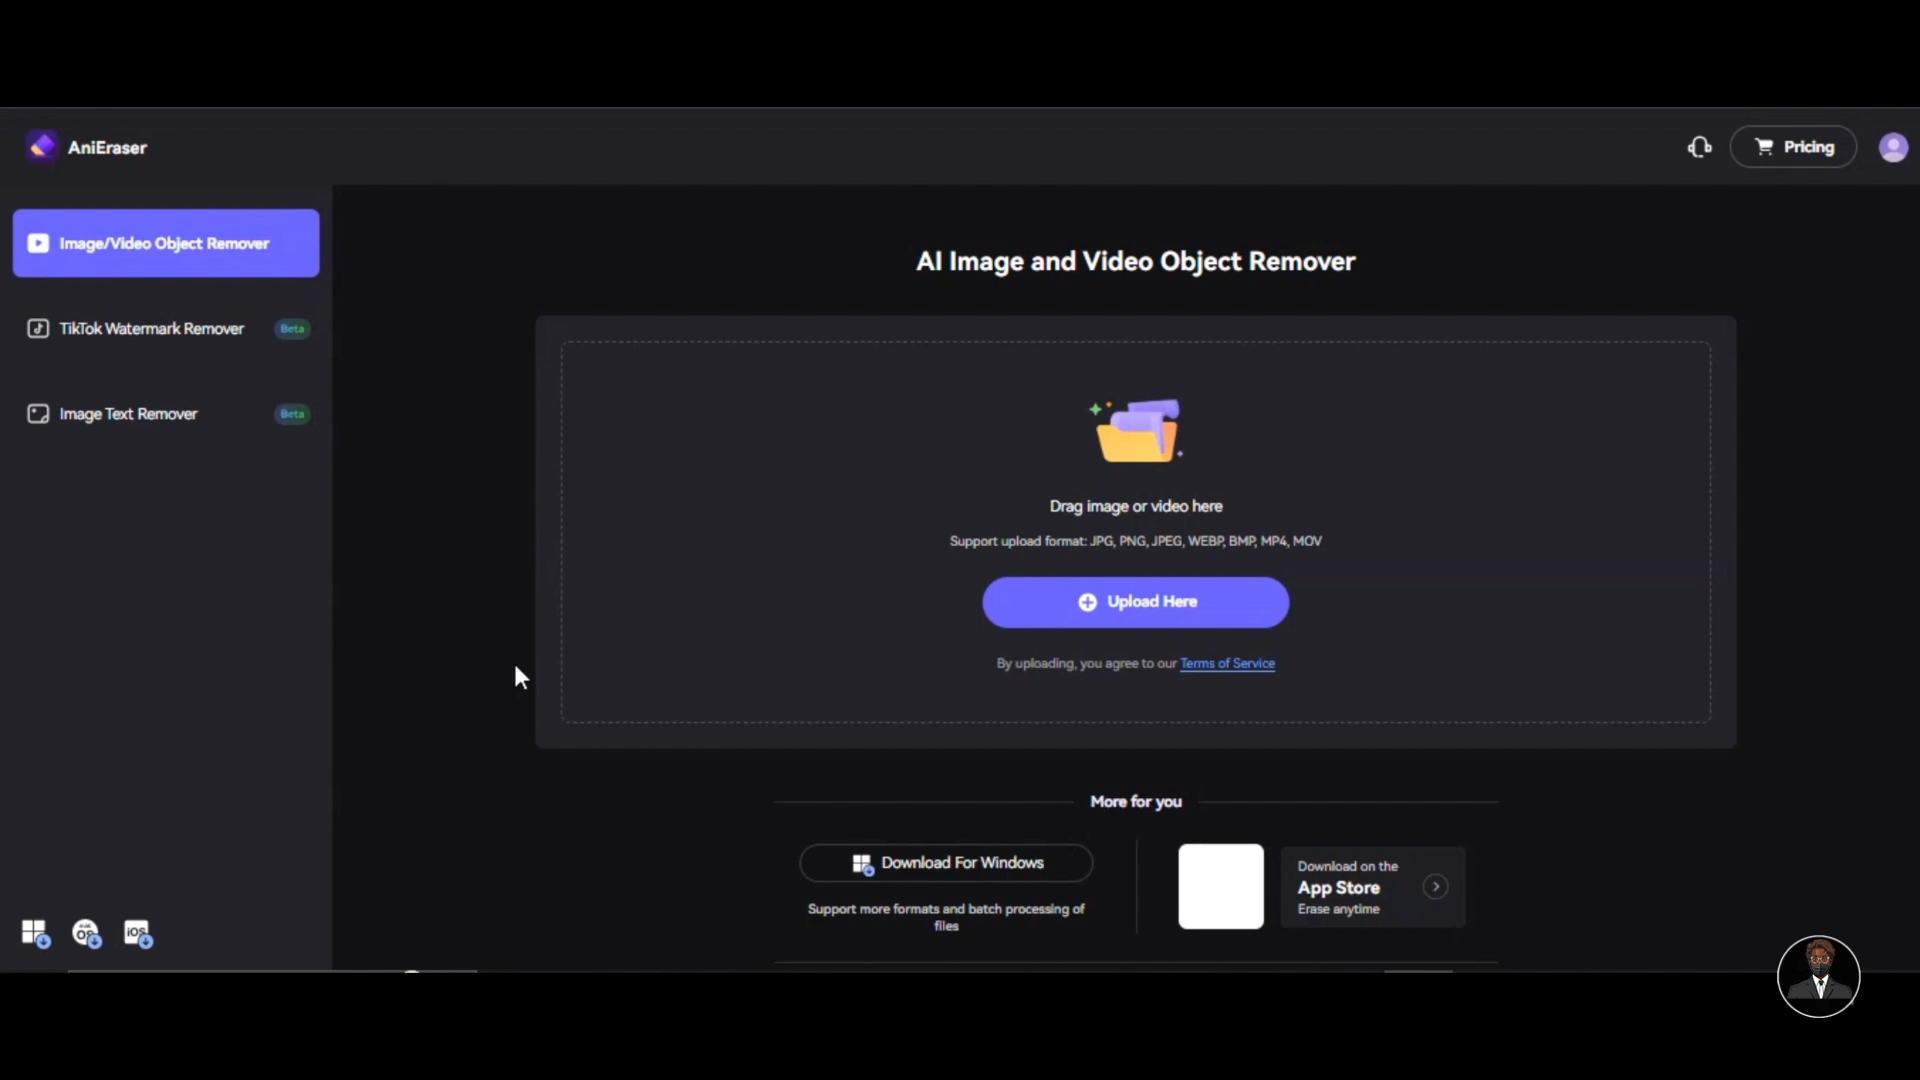 AniEraser
Pricing
Image/Video Object Remover
TikTok Watermark Remover Beta
Image Text Remover Beta
AI Image and Video Object Remover
Drag image or video here
Support upload format: JPG, PNG, JPEG, WEBP, BMP, MP4, MOV
Upload Here
By uploading, you agree to our Terms of Service
More for you
Download For Windows
Support more formats and batch processing of
files
Download on the
App Store
Erase anytime
OS
iOS